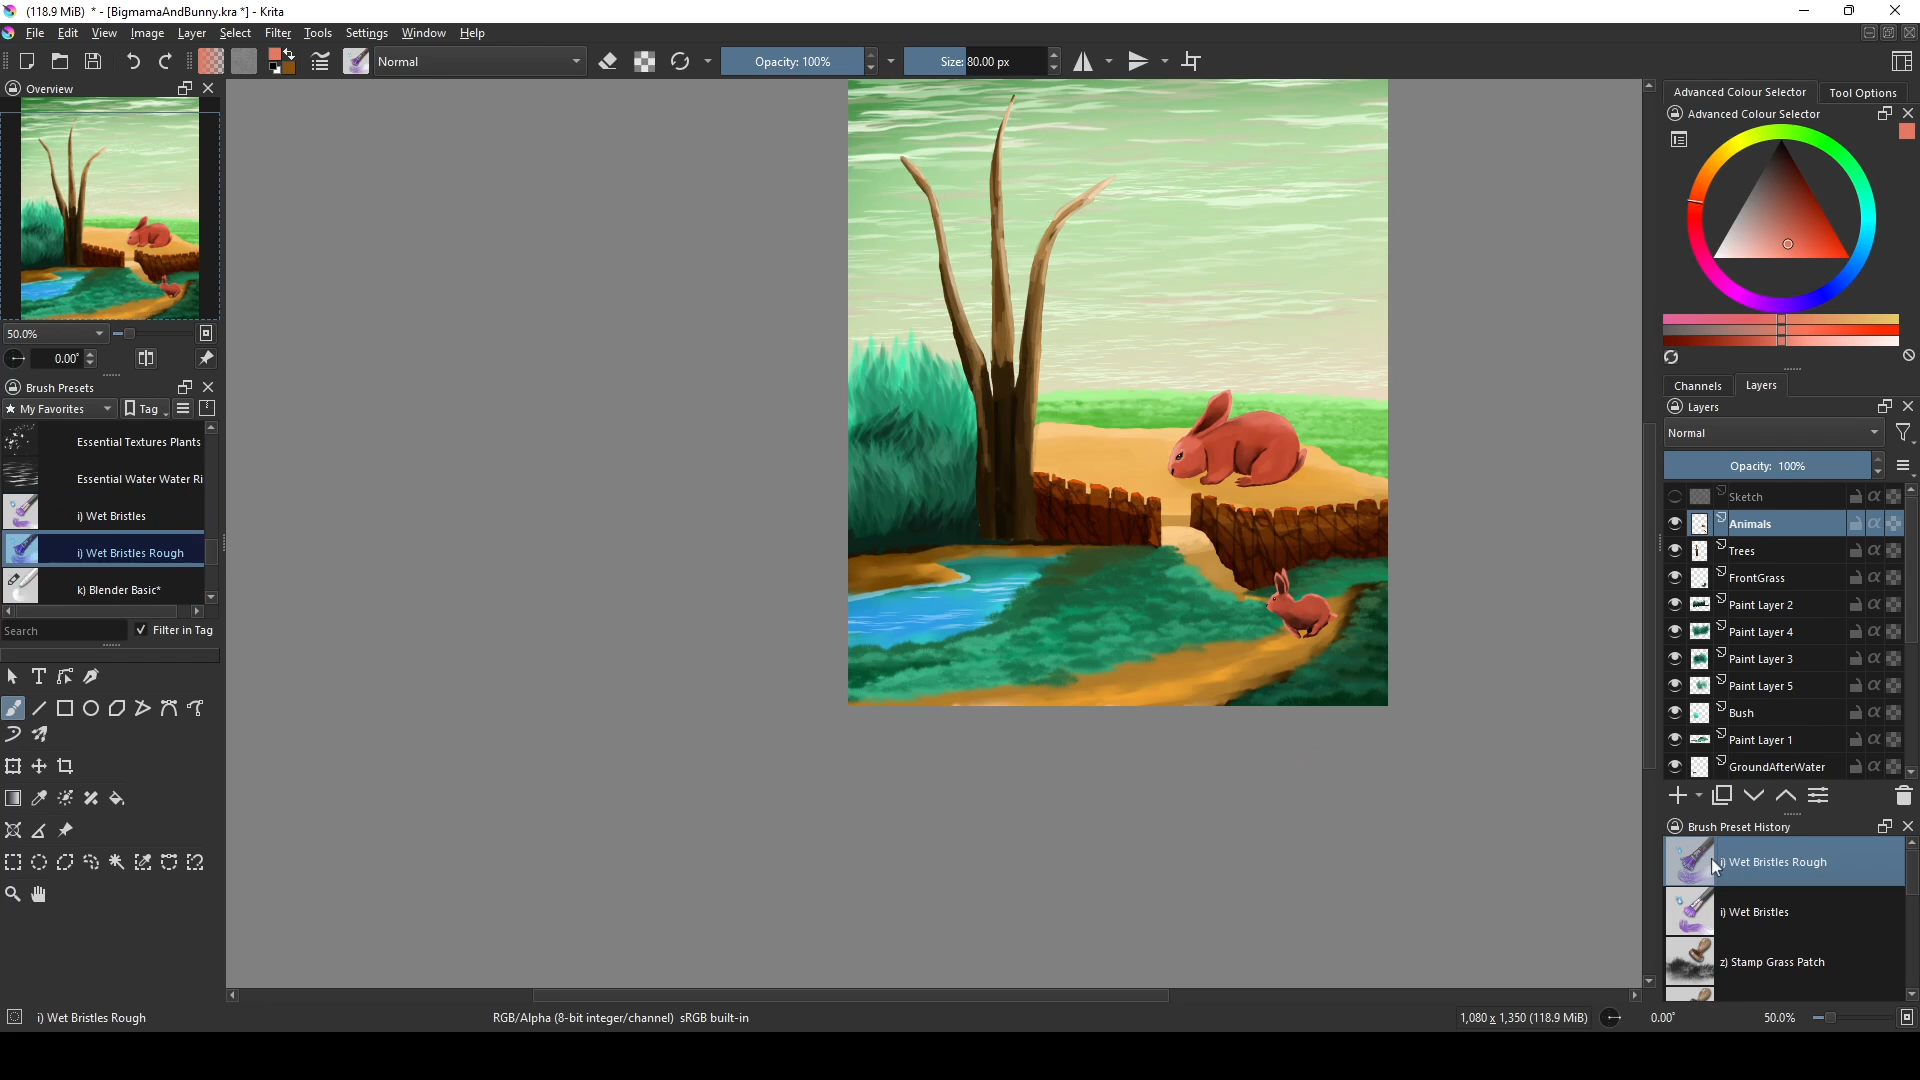 (118.9 MiB) * - [BigmamaAndBunny.kra *] - Krita
File Edit View Image Layer Select Filter Tools Settings Window Help
Normal
Opacity: 100%
Size: 80.00 px
Overview
50.0%
0.00°
Brush Presets
★ My Favorites
Tag
Essential Textures Plants
Essential Water Water Ri
i) Wet Bristles
i) Wet Bristles Rough
k) Blender Basic*
Search
Filter in Tag
Advanced Colour Selector
Tool Options
Advanced Colour Selector
Channels
Layers
Layers
Normal
Opacity: 100%
Sketch
Animals
Trees
FrontGrass
Paint Layer 2
Paint Layer 4
Paint Layer 3
Paint Layer 5
Bush
Paint Layer 1
GroundAfterWater
Brush Preset History
i) Wet Bristles Rough
i) Wet Bristles
z) Stamp Grass Patch
i) Wet Bristles Rough
RGB/Alpha (8-bit integer/channel) sRGB built-in
1,080 x 1,350 (118.9 MiB)
0.00°
50.0%